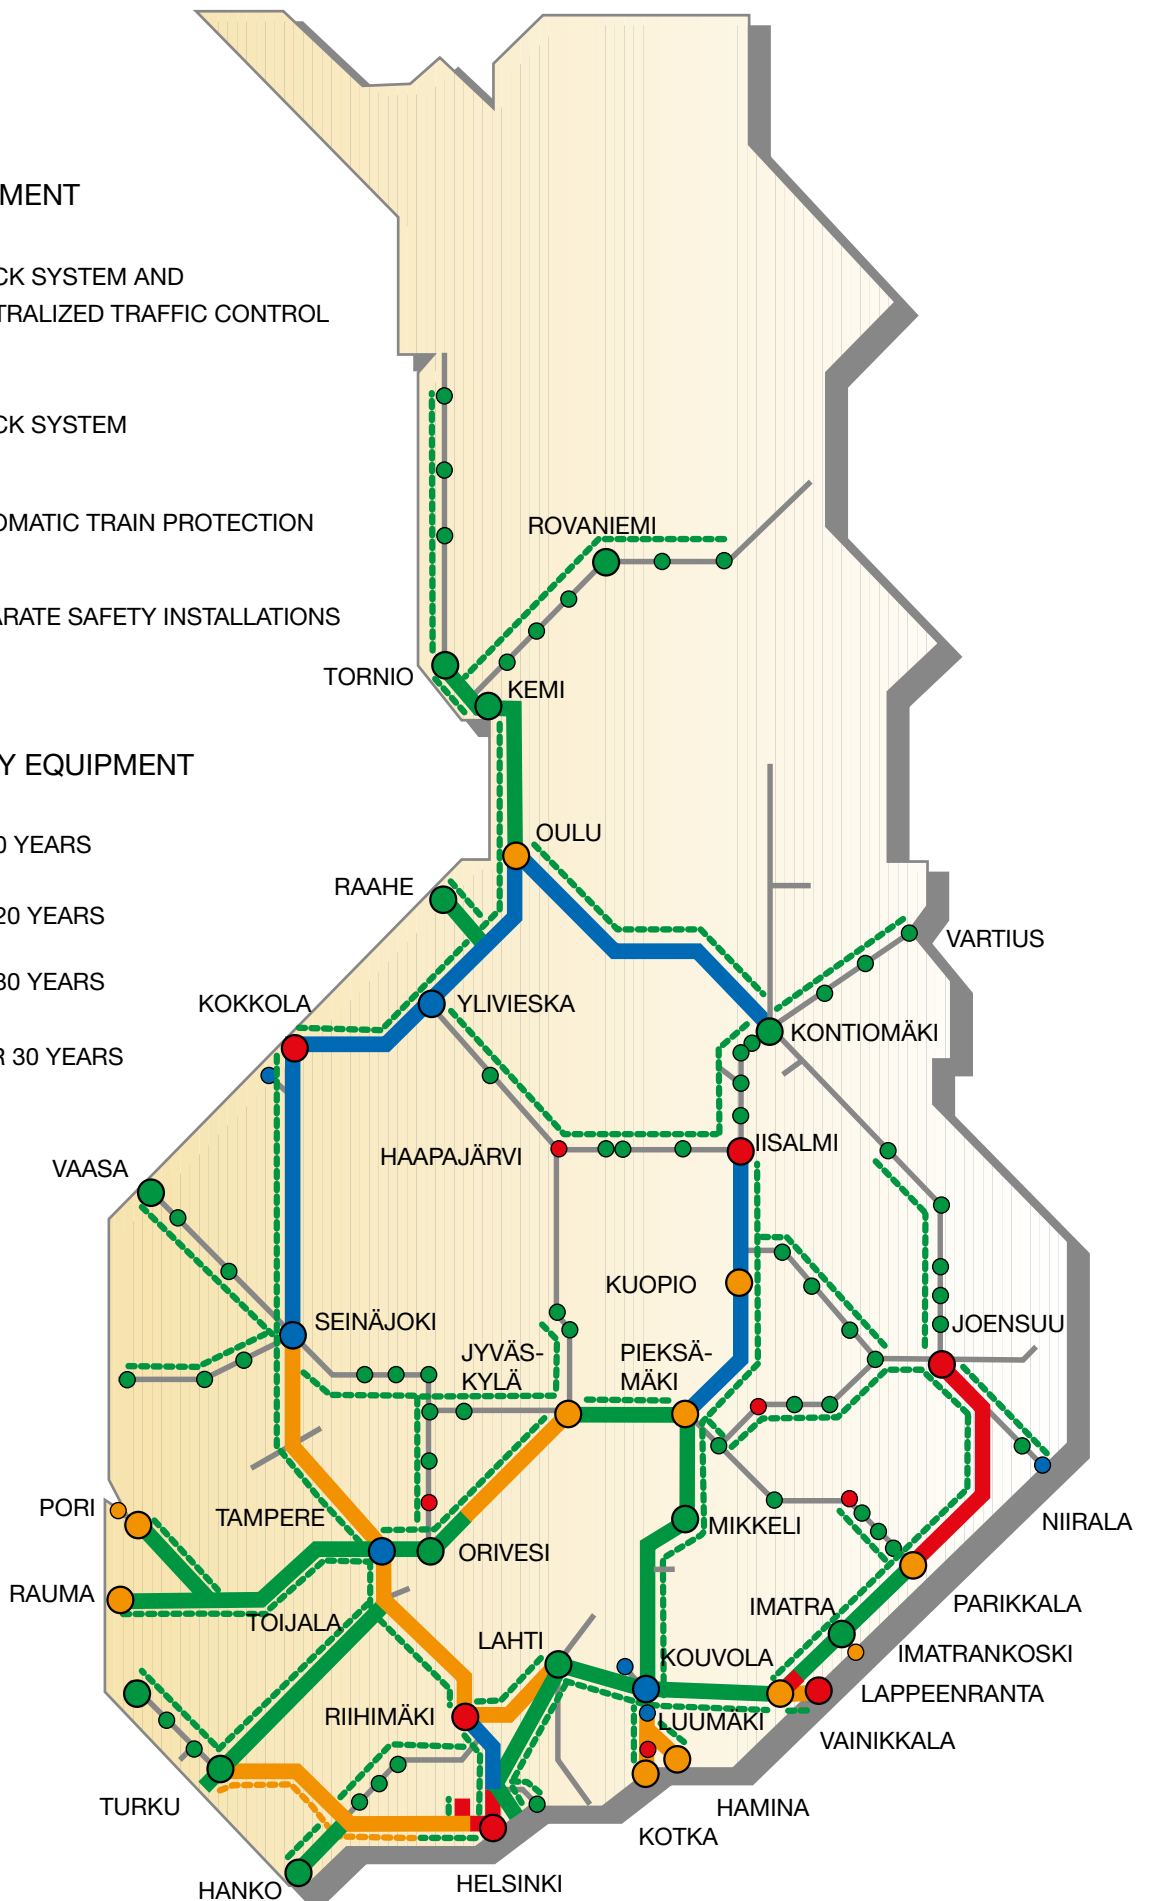 MENT
CK SYSTEM AND
TRALIZED TRAFFIC CONTROL
CK SYSTEM
OMATIC TRAIN PROTECTION
ROVANIEMI
ARATE SAFETY INSTALLATIONS
TORNIO
KEMI
Y EQUIPMENT
OULU
0 YEARS
RAAHE
20 YEARS
VARTIUS
30 YEARS
KOKKOLA
YLIVIESKA
KONTIOMÄKI
R 30 YEARS
IISALMI
HAAPAJÄRVI
VAASA
KUOPIO
SEINÄJOKI
JOENSUU
JYVÄS-
KYLÄ
PIEKSÄ-
MÄKI
PORI
TAMPERE
MIKKELI
NIIRALA
ORIVESI
RAUMA
PARIKKALA
IMATRA
TOIJALA
LAHTI
IMATRANKOSKI
KOUVOLA
LAPPEENRANTA
RIIHIMÄKI
LUUMÄKI
VAINIKKALA
TURKU
HAMINA
KOTKA
HELSINKI
HANKO